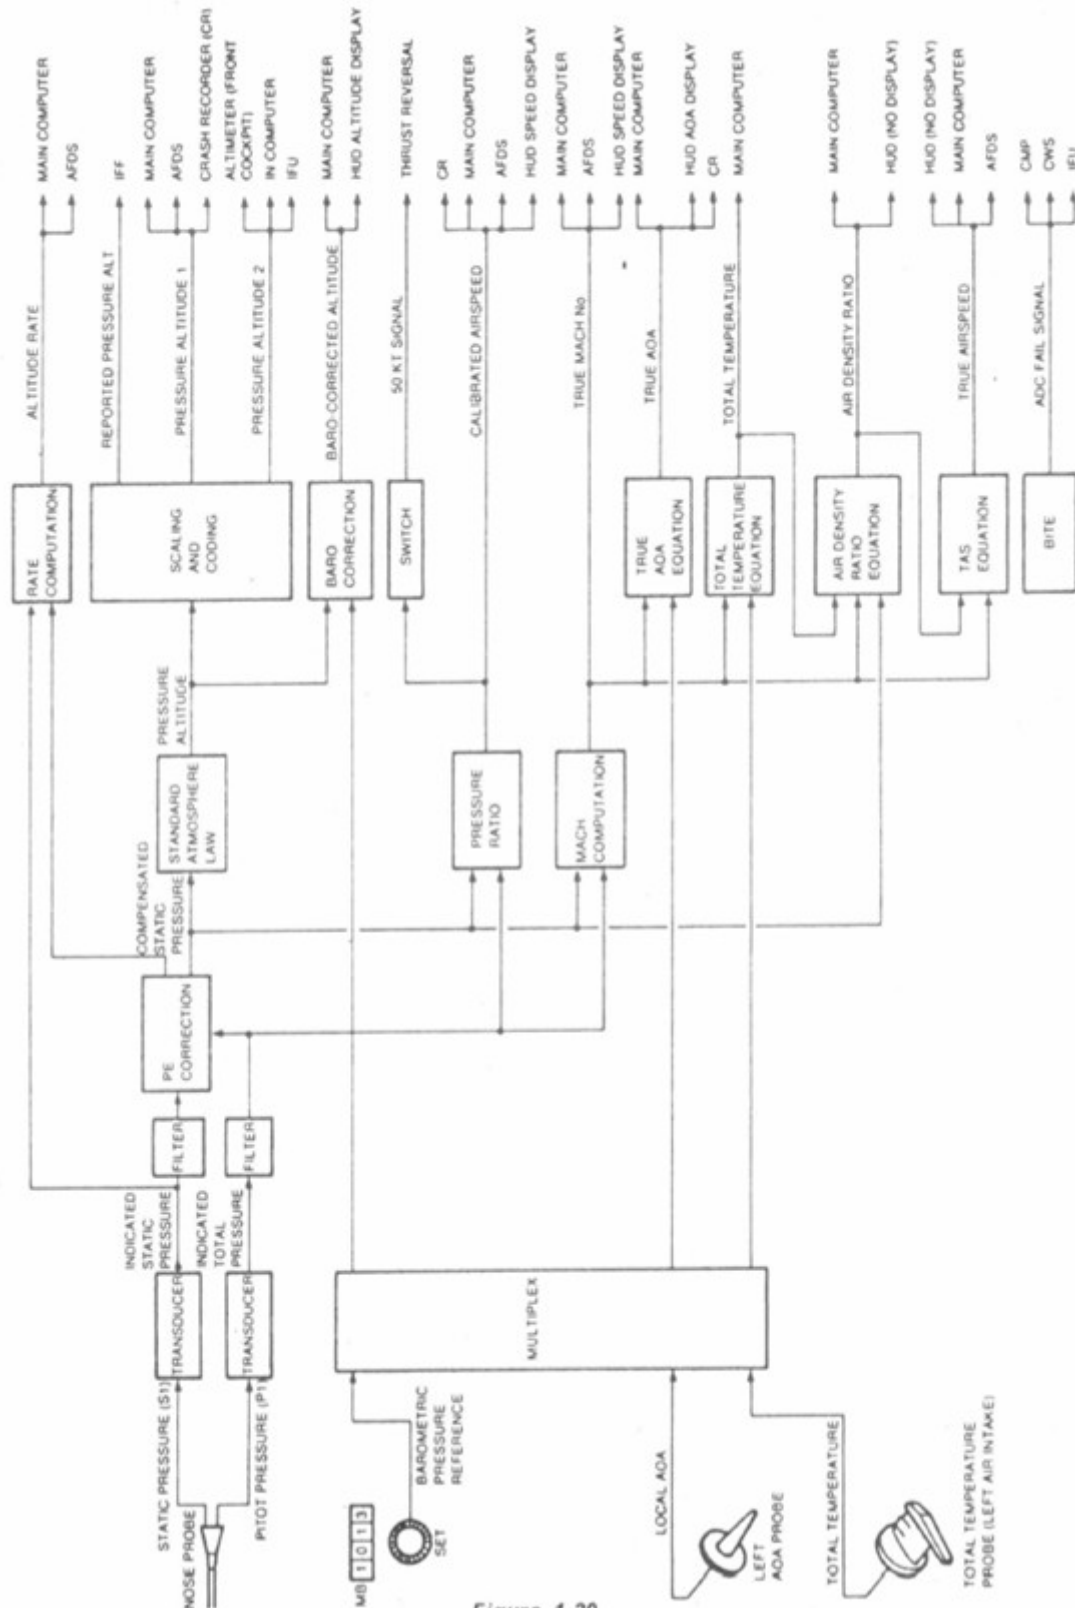 NOSE PROBE
STATIC PRESSURE (S1)
PITOT PRESSURE (P1)
TRANSDUCER
TRANSDUCER
INDICATED
STATIC
PRESSURE
INDICATED
TOTAL
PRESSURE
FILTER
FILTER
PE
CORRECTION
COMPENSATED
STATIC
PRESSURE
STANDARD
ATMOSPHERE
LAW
PRESSURE
ALTITUDE
RATE
COMPUTATION
ALTITUDE RATE
MAIN COMPUTER
AFDS
SCALING
AND
CODING
REPORTED PRESSURE ALT
IFF
PRESSURE ALTITUDE 1
MAIN COMPUTER
AFDS
CRASH RECORDER (CR)
PRESSURE ALTITUDE 2
ALTIMETER (FRONT
COCKPIT)
IN COMPUTER
IFU
MB 1 0 1 3
SET
BAROMETRIC
PRESSURE
REFERENCE
MULTIPLEX
BARO
CORRECTION
BARO-CORRECTED ALTITUDE
MAIN COMPUTER
HUD ALTITUDE DISPLAY
SWITCH
50 KT SIGNAL
THRUST REVERSAL
PRESSURE
RATIO
CALIBRATED AIRSPEED
CR
MAIN COMPUTER
AFDS
HUD SPEED DISPLAY
MACH
COMPUTATION
TRUE MACH No
MAIN COMPUTER
AFDS
HUD SPEED DISPLAY
LOCAL AOA
LEFT
AOA PROBE
TRUE
AOA
EQUATION
TRUE AOA
MAIN COMPUTER
HUD AOA DISPLAY
CR
TOTAL TEMPERATURE
TOTAL TEMPERATURE
PROBE (LEFT AIR INTAKE)
TOTAL
TEMPERATURE
EQUATION
TOTAL TEMPERATURE
MAIN COMPUTER
AIR DENSITY
RATIO
EQUATION
AIR DENSITY RATIO
MAIN COMPUTER
HUD (NO DISPLAY)
TAS
EQUATION
TRUE AIRSPEED
HUD (NO DISPLAY)
MAIN COMPUTER
AFDS
BITE
ADC FAIL SIGNAL
CMP
CWS
IFU